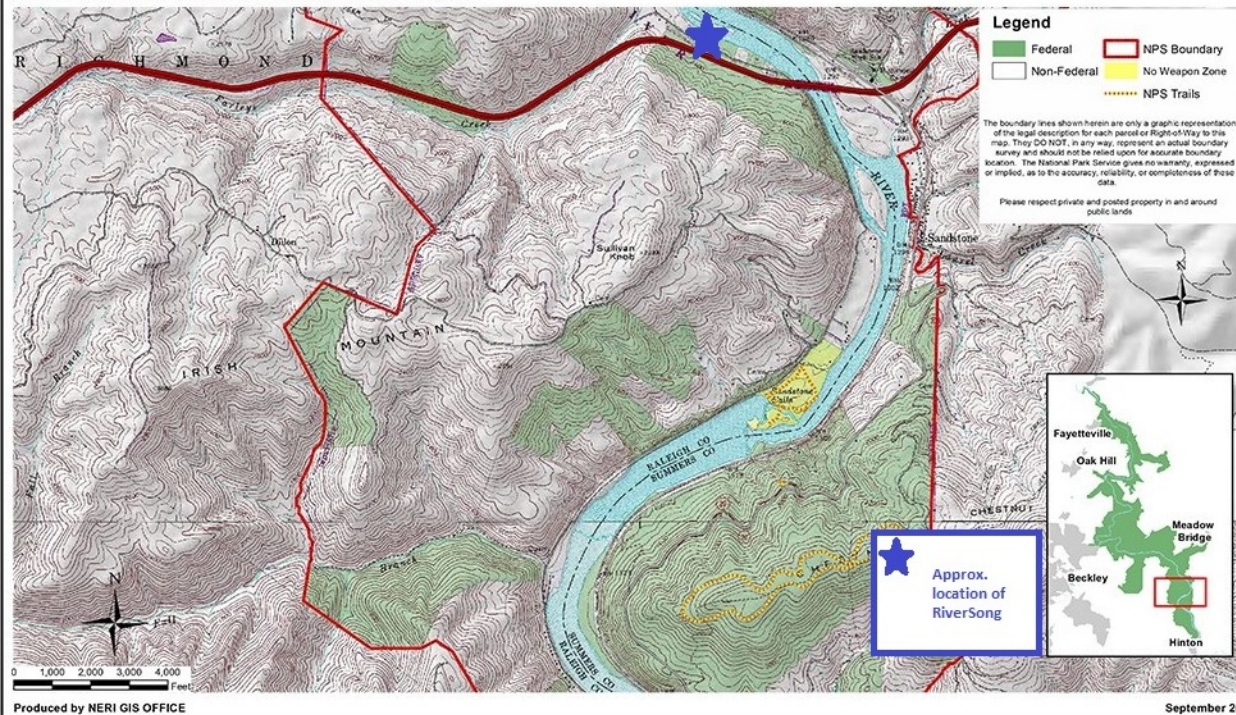 Legend
Federal
Non-Federal
NPS Boundary
No Weapon Zone
NPS Trails
The boundary lines shown herein are only a graphic representation
of the legal description for each parcel or Right-of-Way to this
map. They DO NOT, in any way, represent an actual boundary
survey and should not be relied upon for accurate boundary
location. The National Park Service gives no warranty, expressed
or implied, as to the accuracy, reliability, or completeness of these
data.
Please respect private and posted property in and around
public lands
RICHMOND
Farleys
Creek
RIVER
Sandstone
Creek
Dillon
Sullivan
Knob
MOUNTAIN
IRISH
Branch
Sandstone
Falls
RALEIGH CO
SUMMERS CO
CHESTNUT
N
Fall
Branch
N
SUMMERS CO
RALEIGH CO
Approx.
location of
RiverSong
Fayetteville
Oak Hill
Meadow
Bridge
Beckley
Hinton
0 1,000 2,000 3,000 4,000
Feet
Produced by NERI GIS OFFICE
September